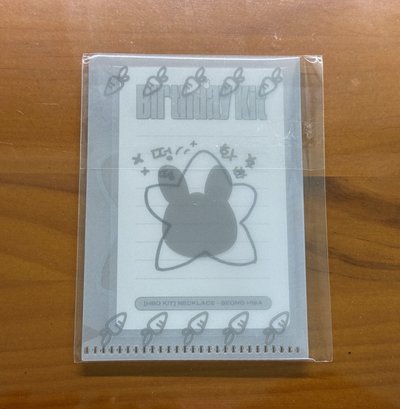 Birthday Kit
[HBD KIT] NECKLACE - SEONG HWA